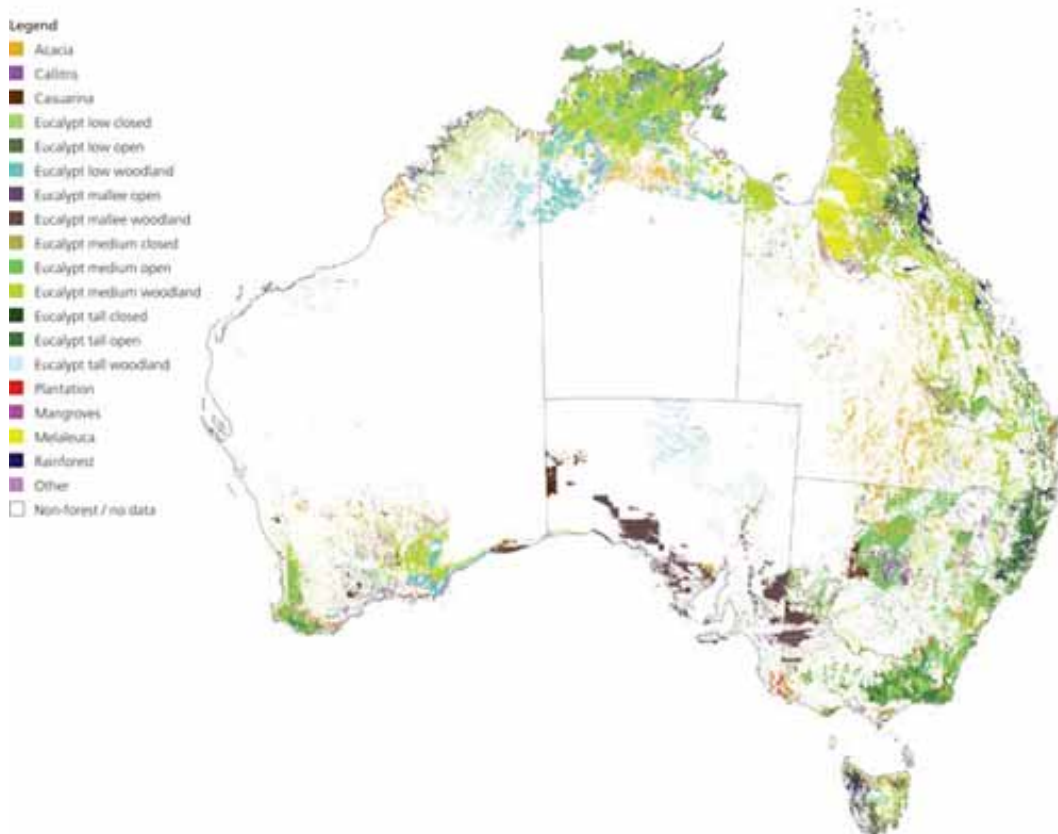 Legend
Acacia
Callitris
Casuarina
Eucalypt low closed
Eucalypt low open
Eucalypt low woodland
Eucalypt mallee open
Eucalypt mallee woodland
Eucalypt medium closed
Eucalypt medium open
Eucalypt medium woodland
Eucalypt tall closed
Eucalypt tall open
Eucalypt tall woodland
Plantation
Mangroves
Melaleuca
Rainforest
Other
Non-forest / no data